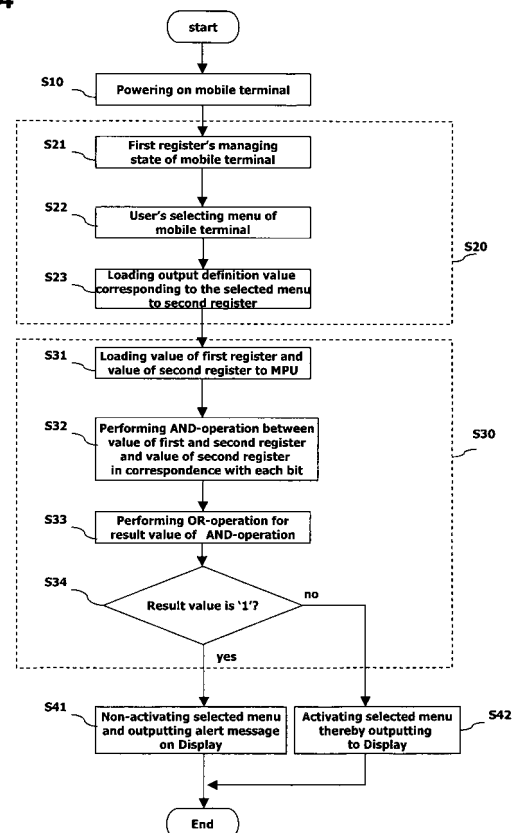 4
start
S10
Powering on mobile terminal
S21
First register's managing
state of mobile terminal
S22
User's selecting menu of
mobile terminal
S20
S23
Loading output definition value
corresponding to the selected menu
to second register
S31
Loading value of first register and
value of second register to MPU
S32
Performing AND-operation between
value of first and second register
and value of second register
in correspondence with each bit
S30
S33
Performing OR-operation for
result value of AND-operation
S34
Result value is '1'?
no
yes
S41
Non-activating selected menu
and outputting alert message
on Display
Activating selected menu
thereby outputting
to Display
S42
End